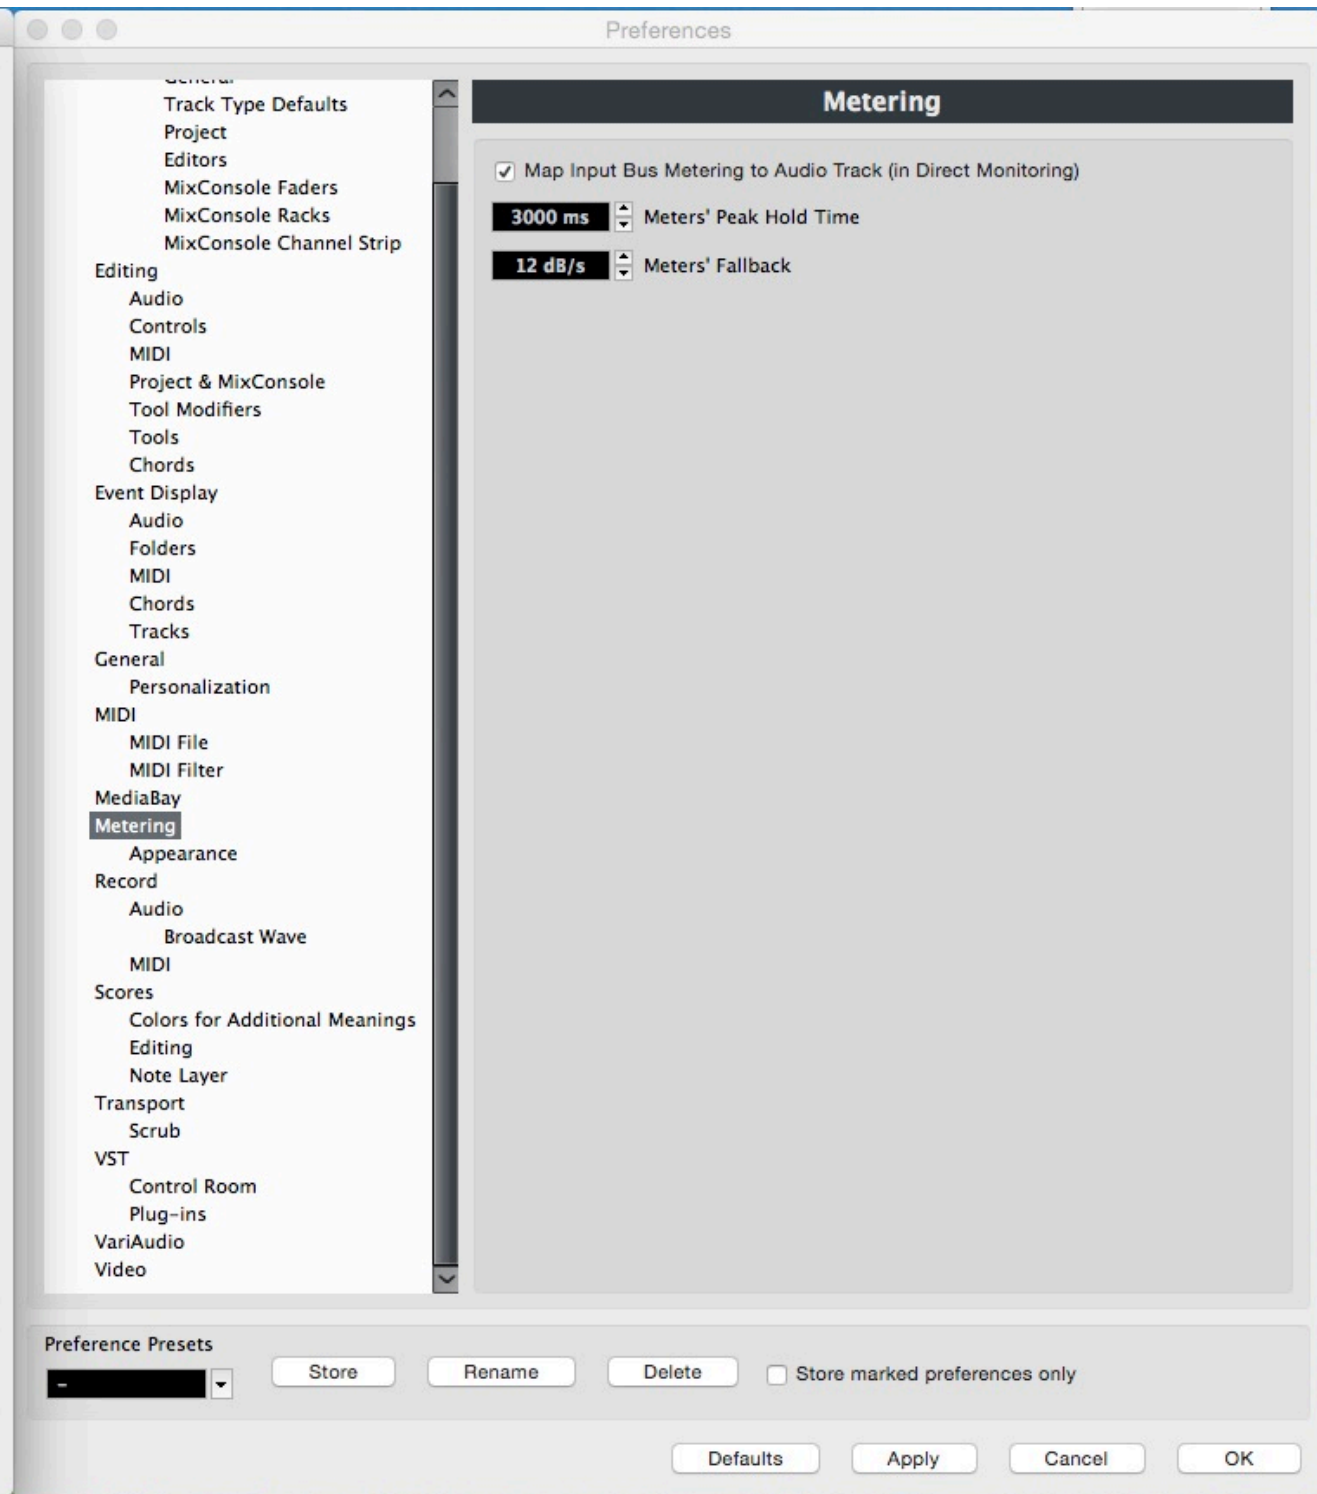 Preferences
General
Track Type Defaults
Project
Editors
MixConsole Faders
MixConsole Racks
MixConsole Channel Strip
Editing
Audio
Controls
MIDI
Project & MixConsole
Tool Modifiers
Tools
Chords
Event Display
Audio
Folders
MIDI
Chords
Tracks
General
Personalization
MIDI
MIDI File
MIDI Filter
MediaBay
Metering
Appearance
Record
Audio
Broadcast Wave
MIDI
Scores
Colors for Additional Meanings
Editing
Note Layer
Transport
Scrub
VST
Control Room
Plug-ins
VariAudio
Video
Metering
Map Input Bus Metering to Audio Track (in Direct Monitoring)
3000 ms Meters' Peak Hold Time
12 dB/s Meters' Fallback
Preference Presets
- Store Rename Delete Store marked preferences only
Defaults Apply Cancel OK